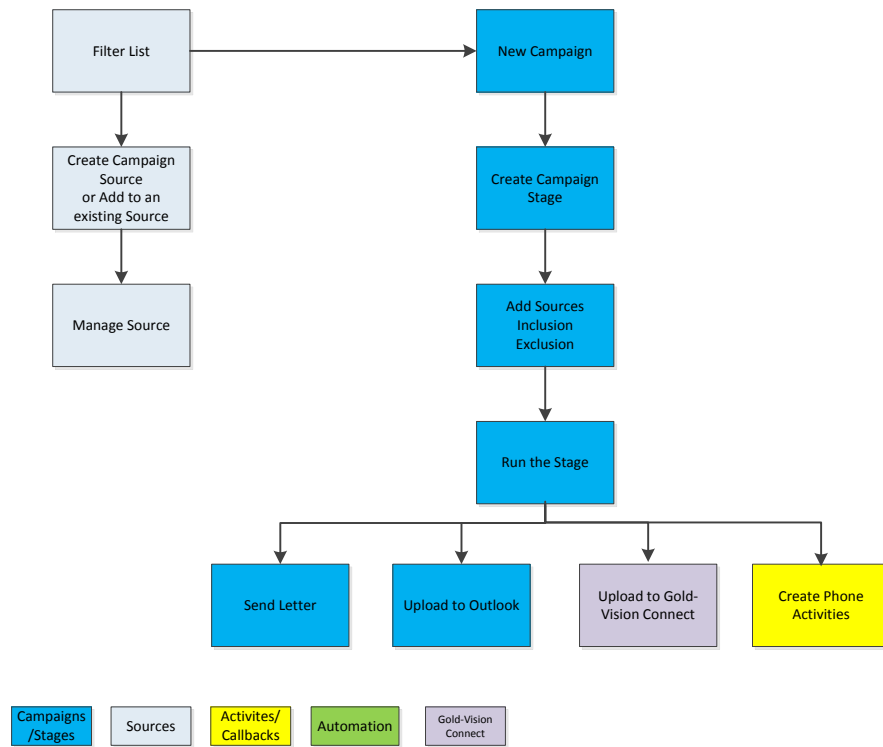 Filter List
New Campaign
Create Campaign
Source
or Add to an
existing Source
Create Campaign
Stage
Manage Source
Add Sources
Inclusion
Exclusion
Run the Stage
Send Letter
Upload to Outlook
Upload to Gold-
Vision Connect
Create Phone
Activities
Campaigns
/Stages
Sources
Activites/
Callbacks
Automation
Gold-Vision
Connect